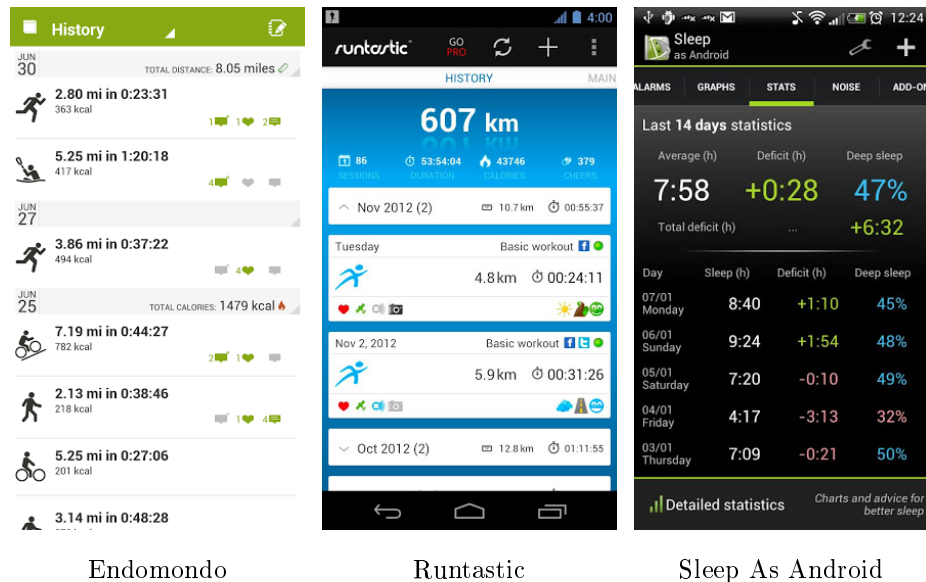 History
JUN
30
TOTAL DISTANCE: 8.05 miles
2.80 mi in 0:23:31
363 kcal
1 1 2
5.25 mi in 1:20:18
417 kcal
4
JUN
27
3.86 mi in 0:37:22
494 kcal
4
JUN
25
TOTAL CALORIES: 1479 kcal
7.19 mi in 0:44:27
782 kcal
2 1
2.13 mi in 0:38:46
218 kcal
1 4
5.25 mi in 0:27:06
201 kcal
3.14 mi in 0:48:28
Endomondo
4:00
runtastic
GO
PRO
HISTORY MAIN
607 km
86 53:54:04 43746 379
SESSIONS DURATION CALORIES CHEERS
Nov 2012 (2) 10.7 km 00:55:37
Tuesday Basic workout
4.8 km 00:24:11
Nov 2, 2012 Basic workout
5.9 km 00:31:26
Oct 2012 (2) 12.8 km 01:11:55
Runtastic
12:24
Sleep
as Android
ALARMS GRAPHS STATS NOISE ADD-O
Last 14 days statistics
Average (h) Deficit (h) Deep sleep
7:58 +0:28 47%
Total deficit (h) ... +6:32
Day Sleep (h) Deficit (h) Deep sleep
07/01
Monday 8:40 +1:10 45%
06/01
Sunday 9:24 +1:54 48%
05/01
Saturday 7:20 -0:10 49%
04/01
Friday 4:17 -3:13 32%
03/01
Thursday 7:09 -0:21 50%
Detailed statistics
Charts and advice for
better sleep
Sleep As Android